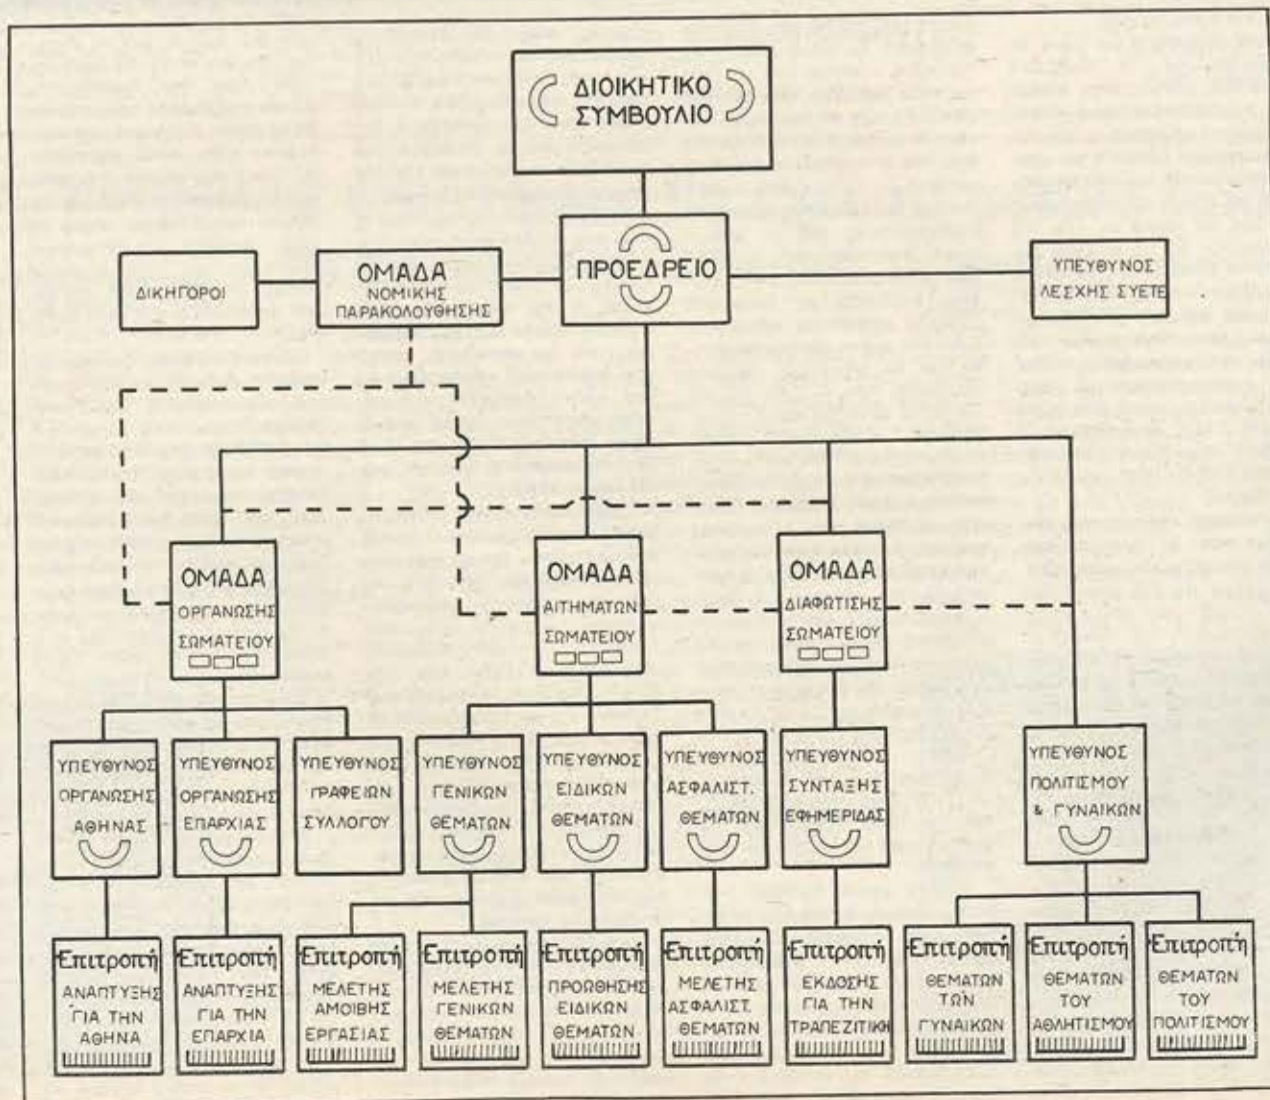 ΔΙΟΙΚΗΤΙΚΟ
ΣΥΜΒΟΥΛΙΟ
ΠΡΟΕΔΡΕΙΟ
ΔΙΚΗΓΟΡΟΙ
ΟΜΑΔΑ
ΝΟΜΙΚΗΣ
ΠΑΡΑΚΟΛΟΥΘΗΣΗΣ
ΥΠΕΥΘΥΝΟΣ
ΛΕΣΧΗΣ ΣΥΕΤΕ
ΟΜΑΔΑ
ΟΡΓΑΝΩΣΗΣ
ΣΩΜΑΤΕΙΟΥ
ΟΜΑΔΑ
ΑΙΤΗΜΑΤΩΝ
ΣΩΜΑΤΕΙΟΥ
ΟΜΑΔΑ
ΔΙΑΦΩΤΙΣΗΣ
ΣΩΜΑΤΕΙΟΥ
ΥΠΕΥΘΥΝΟΣ
ΟΡΓΑΝΩΣΗΣ
ΑΘΗΝΑΣ
ΥΠΕΥΘΥΝΟΣ
ΟΡΓΑΝΩΣΗΣ
ΕΠΑΡΧΙΑΣ
ΥΠΕΥΘΥΝΟΣ
ΓΡΑΦΕΙΩΝ
ΣΥΛΛΟΓΟΥ
ΥΠΕΥΘΥΝΟΣ
ΓΕΝΙΚΩΝ
ΘΕΜΑΤΩΝ
ΥΠΕΥΘΥΝΟΣ
ΕΙΔΙΚΩΝ
ΘΕΜΑΤΩΝ
ΥΠΕΥΘΥΝΟΣ
ΑΣΦΑΛΙΣΤ.
ΘΕΜΑΤΩΝ
ΥΠΕΥΘΥΝΟΣ
ΣΥΝΤΑΞΗΣ
ΕΦΗΜΕΡΙΔΑΣ
ΥΠΕΥΘΥΝΟΣ
ΠΟΛΙΤΙΣΜΟΥ
& ΓΥΝΑΙΚΩΝ
Επιτροπή
ΑΝΑΠΤΥΞΗΣ
ΓΙΑ ΤΗΝ
ΑΘΗΝΑ
Επιτροπή
ΑΝΑΠΤΥΞΗΣ
ΓΙΑ ΤΗΝ
ΕΠΑΡΧΙΑ
Επιτροπή
ΜΕΛΕΤΗΣ
ΑΜΟΙΒΗΣ
ΕΡΓΑΣΙΑΣ
Επιτροπή
ΜΕΛΕΤΗΣ
ΓΕΝΙΚΩΝ
ΘΕΜΑΤΩΝ
Επιτροπή
ΠΡΟΩΘΗΣΗΣ
ΕΙΔΙΚΩΝ
ΘΕΜΑΤΩΝ
Επιτροπή
ΜΕΛΕΤΗΣ
ΑΣΦΑΛΙΣΤ.
ΘΕΜΑΤΩΝ
Επιτροπή
ΕΚΔΟΣΗΣ
ΓΙΑ ΤΗΝ
ΤΡΑΠΕΖΙΤΙΚΗ
Επιτροπή
ΘΕΜΑΤΩΝ
ΤΩΝ
ΓΥΝΑΙΚΩΝ
Επιτροπή
ΘΕΜΑΤΩΝ
ΤΟΥ
ΑΘΛΗΤΙΣΜΟΥ
Επιτροπή
ΘΕΜΑΤΩΝ
ΤΟΥ
ΠΟΛΙΤΙΣΜΟΥ